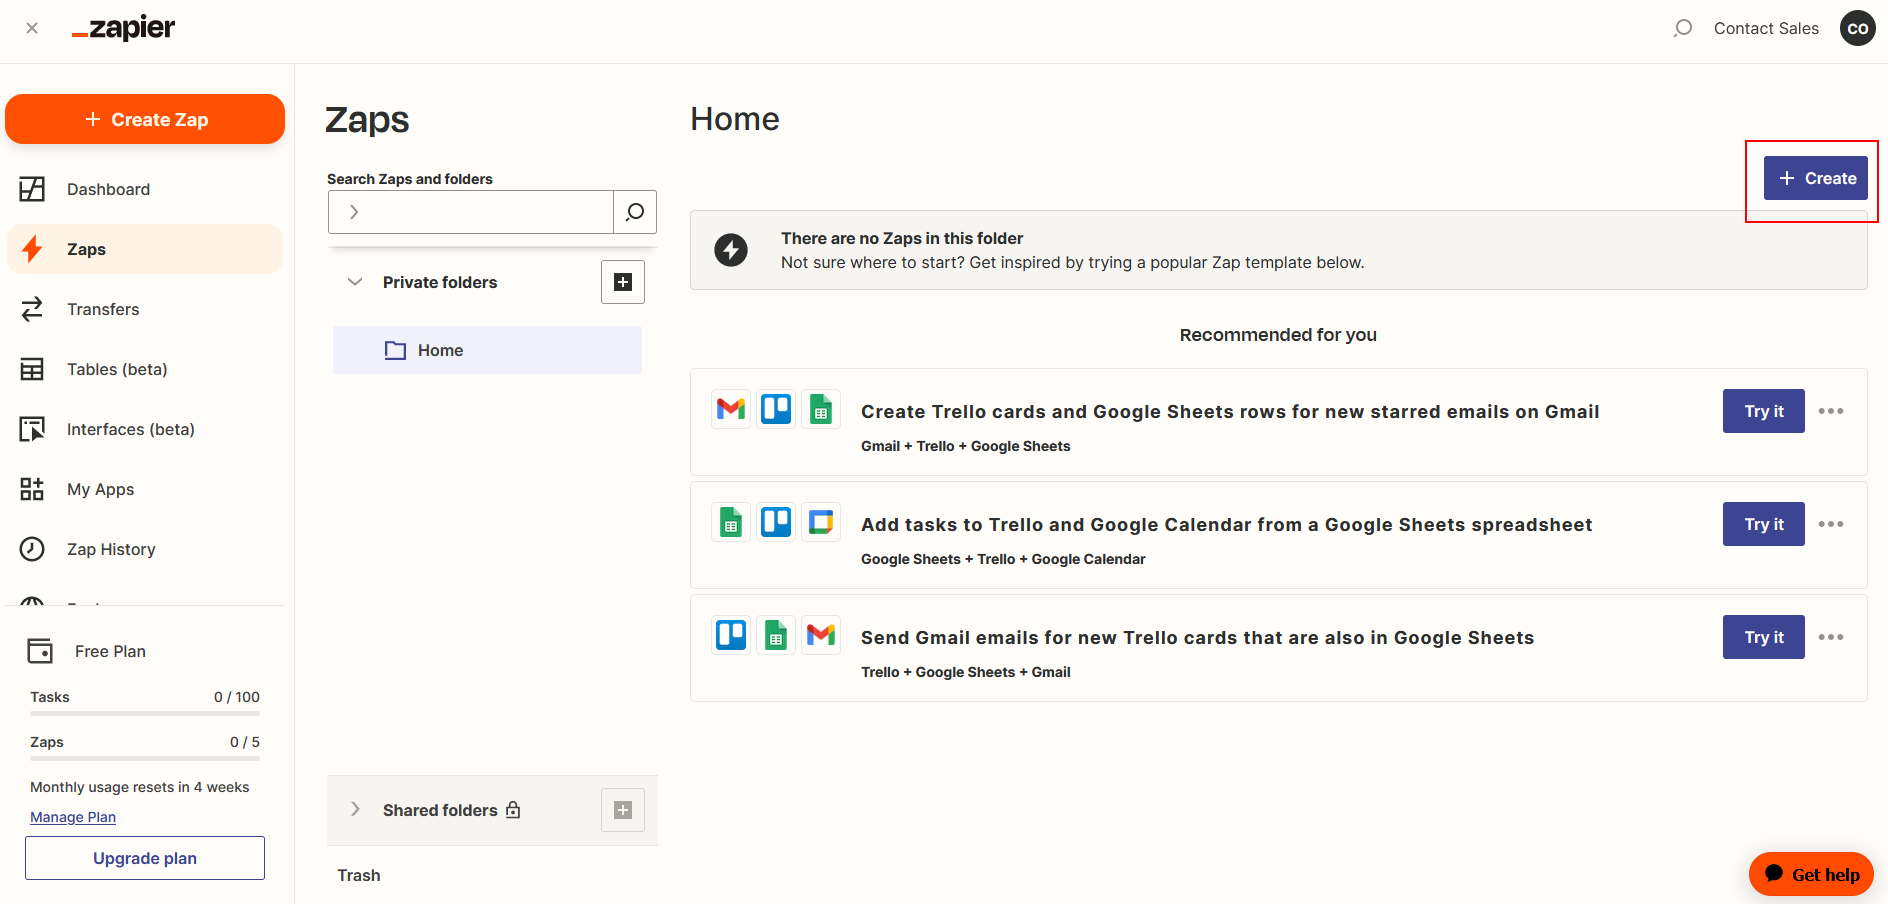 zapier
Contact Sales
CO
+ Create Zap
Dashboard
Zaps
Transfers
Tables (beta)
Interfaces (beta)
My Apps
Zap History
Free Plan
Tasks 0 / 100
Zaps 0 / 5
Monthly usage resets in 4 weeks
Manage Plan
Upgrade plan
Zaps
Search Zaps and folders
Private folders
Home
Shared folders
Trash
Home
+ Create
There are no Zaps in this folder
Not sure where to start? Get inspired by trying a popular Zap template below.
Recommended for you
Create Trello cards and Google Sheets rows for new starred emails on Gmail
Gmail + Trello + Google Sheets
Try it
Add tasks to Trello and Google Calendar from a Google Sheets spreadsheet
Google Sheets + Trello + Google Calendar
Try it
Send Gmail emails for new Trello cards that are also in Google Sheets
Trello + Google Sheets + Gmail
Try it
Get help